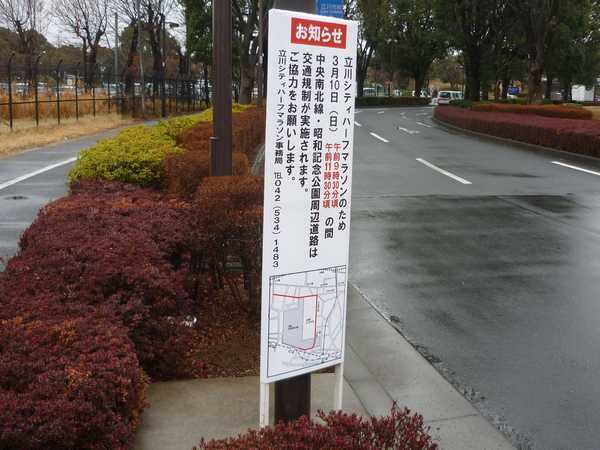 お知らせ
立川シティハーフマラソンのため
3月10日(日)午前9時30分頃 午前11時30分頃の間
中央南北線・昭和記念公園周辺道路は
交通規制が実施されます。
ご協力をお願いします。
立川シティハーフマラソン事務局 TEL042(534)1483